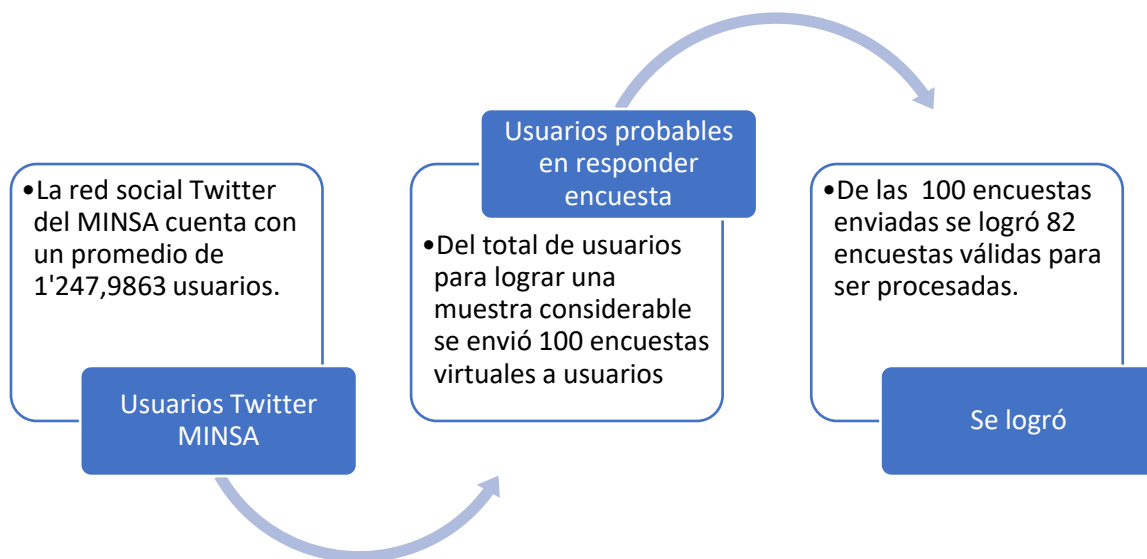 •La red social Twitter
del MINSA cuenta con
un promedio de
1'247,9863 usuarios.
Usuarios Twitter
MINSA
Usuarios probables
en responder
encuesta
•Del total de usuarios
para lograr una
muestra considerable
se envió 100 encuestas
virtuales a usuarios
•De las  100 encuestas
enviadas se logró 82
encuestas válidas para
ser procesadas.
Se logró